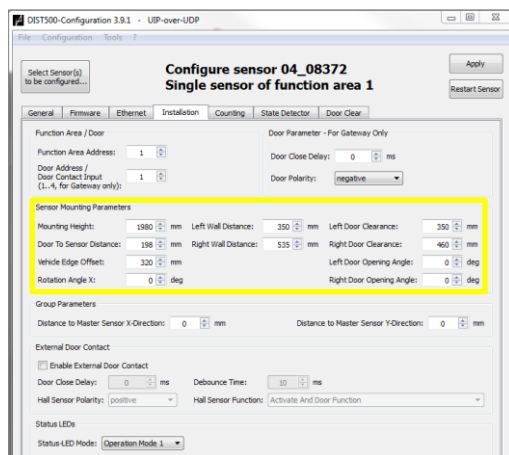 DIST500-Configuration 3.9.1 - UIP-over-UDP
File Configuration Tools ?
Select Sensor(s)
to be configured...
Configure sensor 04_08372
Single sensor of function area 1
Apply
Restart Sensor
General Firmware Ethernet Installation Counting State Detector Door Clear
Function Area / Door
Function Area Address: 1
Door Address /
Door Contact Input
(1..4, for Gateway only): 1
Door Parameter - For Gateway Only
Door Close Delay: 0 ms
Door Polarity: negative
Sensor Mounting Parameters
Mounting Height: 1980 mm Left Wall Distance: 350 mm Left Door Clearance: 350 mm
Door To Sensor Distance: 198 mm Right Wall Distance: 535 mm Right Door Clearance: 460 mm
Vehicle Edge Offset: 320 mm Left Door Opening Angle: 0 deg
Rotation Angle X: 0 deg Right Door Opening Angle: 0 deg
Group Parameters
Distance to Master Sensor X-Direction: 0 mm Distance to Master Sensor Y-Direction: 0 mm
External Door Contact
Enable External Door Contact
Door Close Delay: 0 ms Debounce Time: 10 ms
Hall Sensor Polarity: positive Hall Sensor Function: Activate And Door Function
Status LEDs
Status-LED Mode: Operation Mode 1